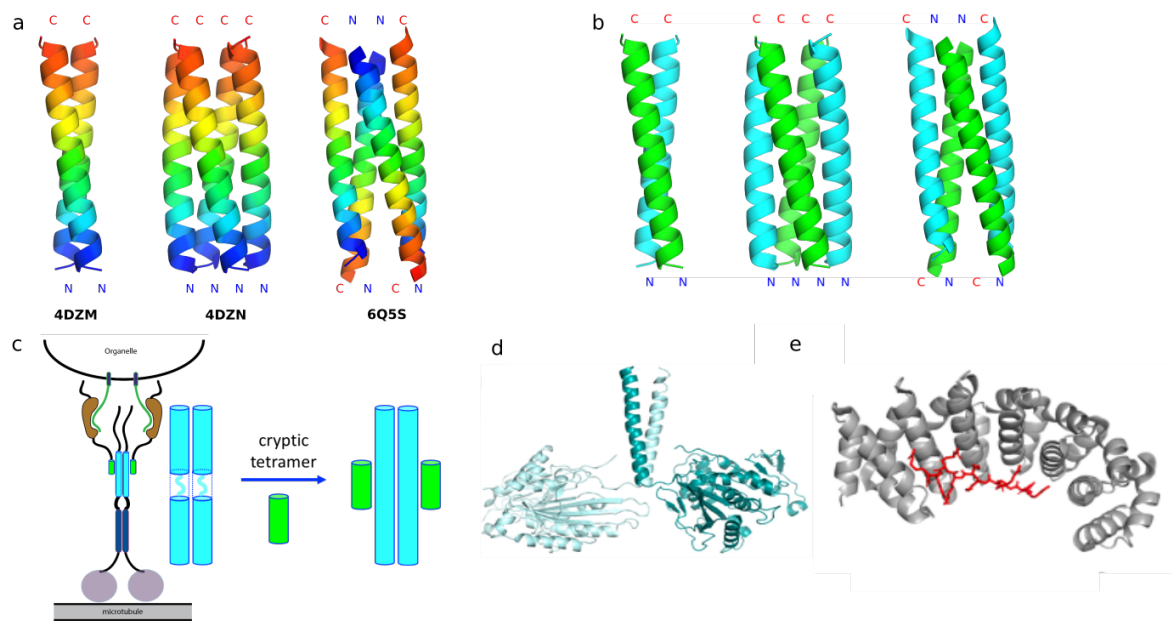 a
C C
C C C C
C N N C
N N
N N N N
C N C N
4DZM
4DZN
6Q5S
b
C C
C C C C
C N N C
N N
N N N N
C N C N
c
Organelle
cryptic
tetramer
microtubule
d
e